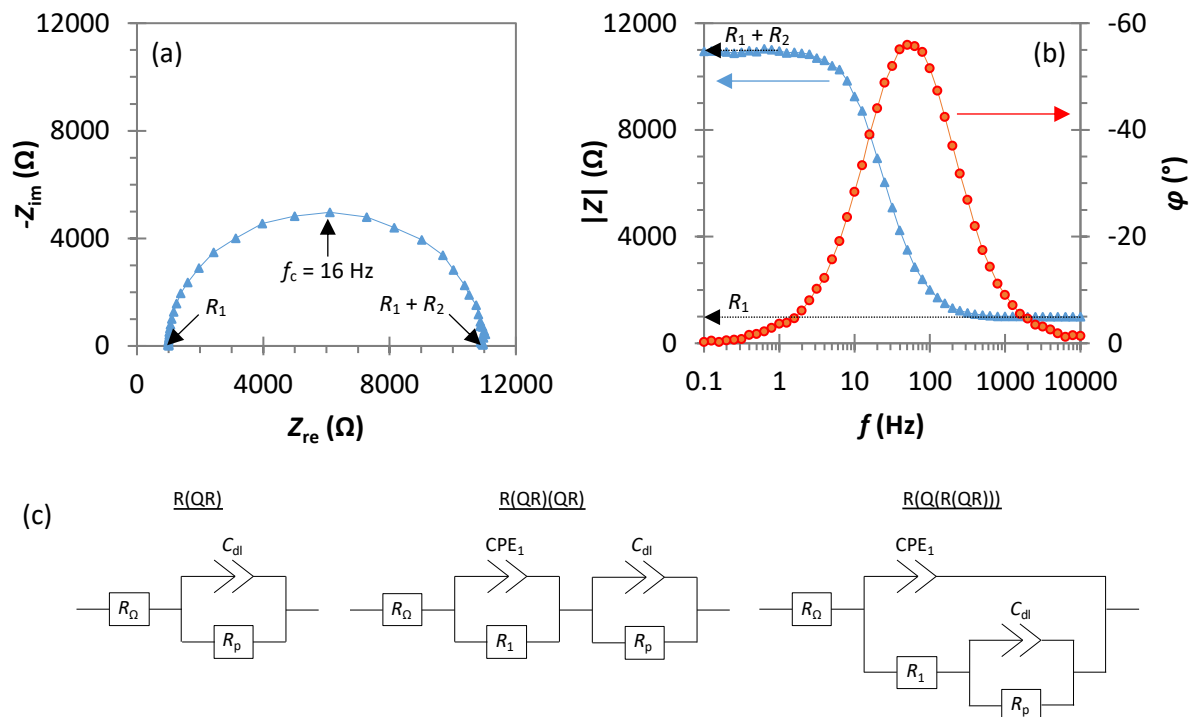 (a)
12000
8000
4000
0
-Zim (Ω)
fc = 16 Hz
R1
R1 + R2
0 4000 8000 12000
Zre (Ω)
(b)
12000
8000
4000
0
|Z| (Ω)
R1 + R2
R1
-60
-40
-20
0
φ (°)
0.1 1 10 100 1000 10000
f (Hz)
(c)
R(QR)
Cdl
RΩ
Rp
R(QR)(QR)
CPE1
Cdl
RΩ
R1
Rp
R(Q(R(QR)))
CPE1
RΩ
Cdl
R1
Rp